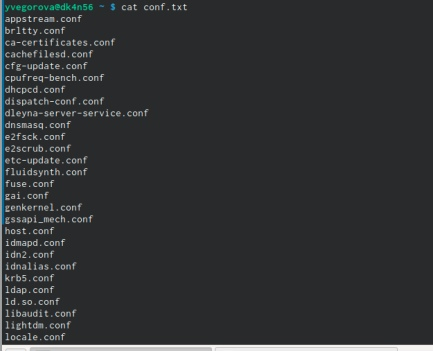 yvegorova@dk4n56 ~ $ cat conf.txt
appstream.conf
brltty.conf
ca-certificates.conf
cachefilesd.conf
cfg-update.conf
cpufreq-bench.conf
dhcpcd.conf
dispatch-conf.conf
dleyna-server-service.conf
dnsmasq.conf
e2fsck.conf
e2scrub.conf
etc-update.conf
fluidsynth.conf
fuse.conf
gai.conf
genkernel.conf
gssapi_mech.conf
host.conf
idmapd.conf
idn2.conf
idnalias.conf
krb5.conf
ldap.conf
ld.so.conf
libaudit.conf
lightdm.conf
locale.conf